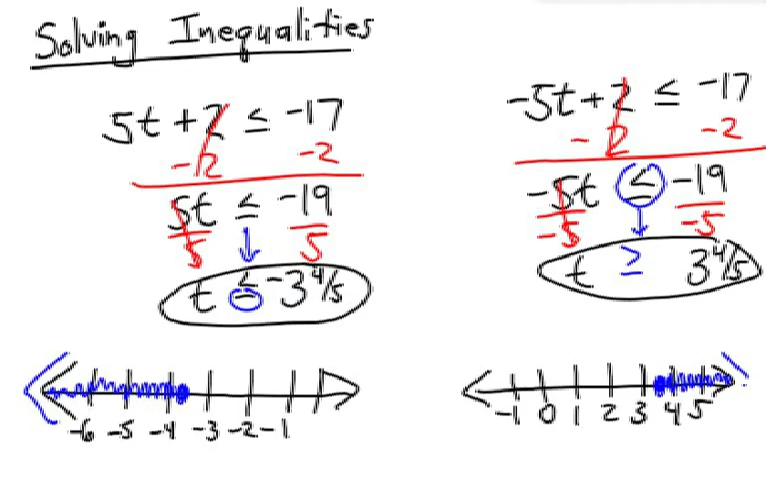 Solving Inequalities
5t + 2 ≤ -17
-2 -2
5t ≤ -19
5 5
t ≤ -3 4/5
-6 -5 -4 -3 -2 -1
-5t + 2 ≤ -17
-2 -2
-5t ≤ -19
-5 -5
t ≥ 3 4/5
-1 0 1 2 3 4 5